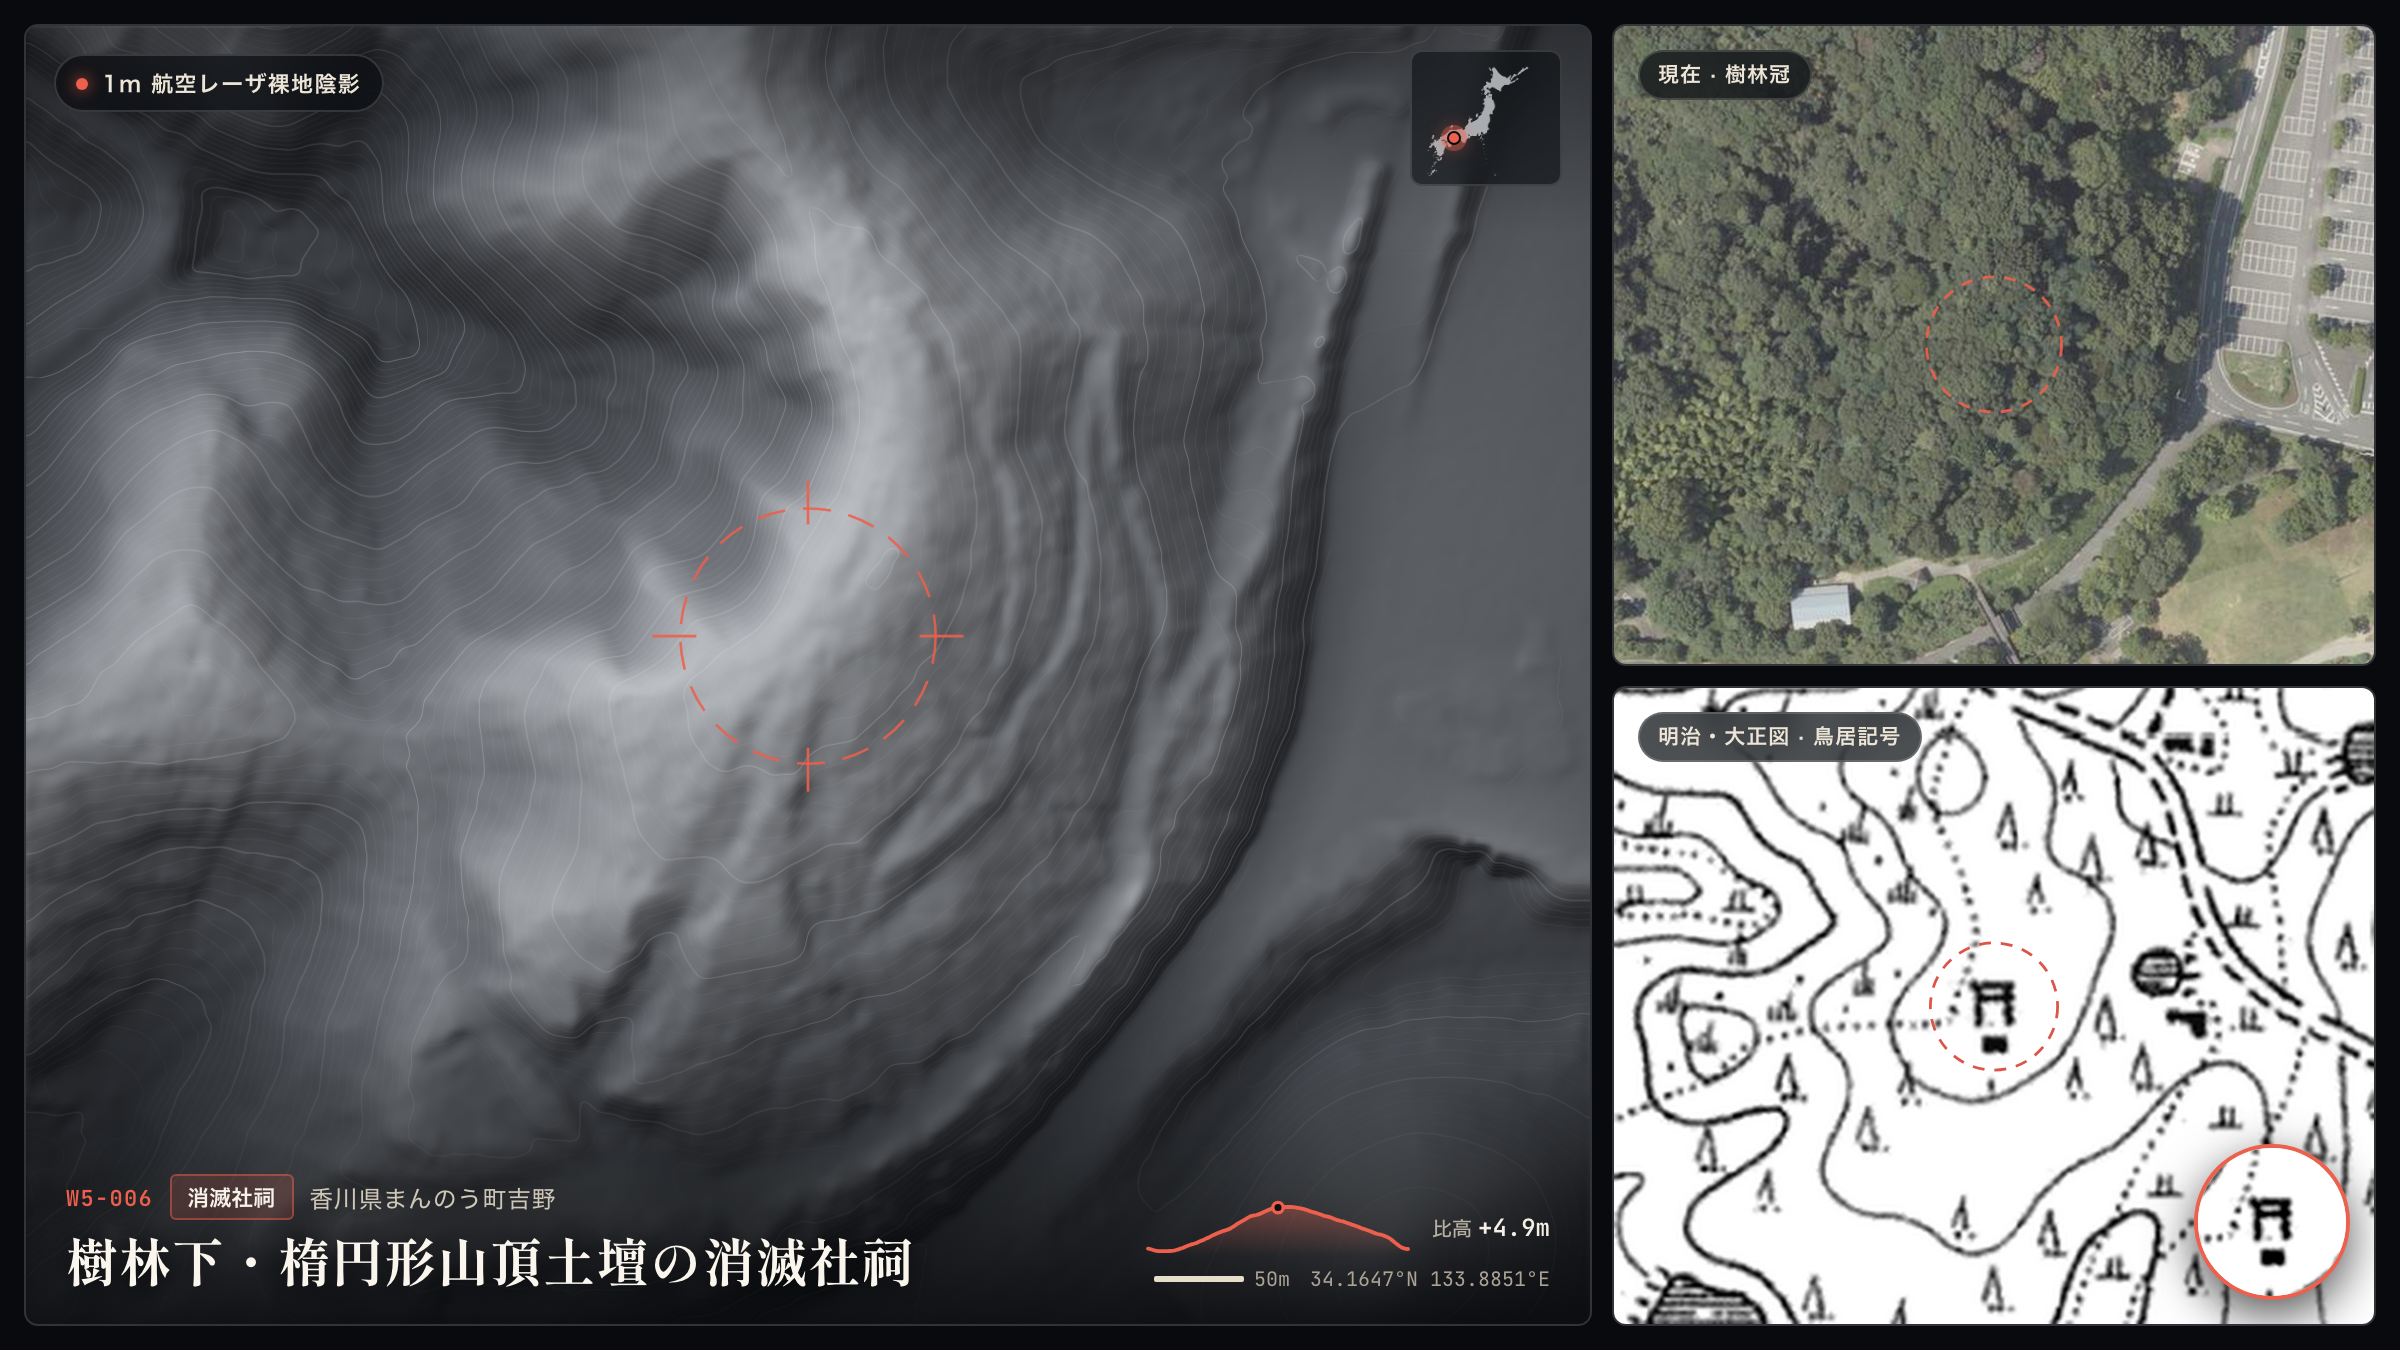 1m 航空レーザ裸地陰影
W5-006 消滅社祠 香川県まんのう町吉野
樹林下・楕円形山頂土壇の消滅社祠
比高 +4.9m
50m 34.1647°N 133.8851°E
現在 · 樹林冠
明治・大正図 · 鳥居記号